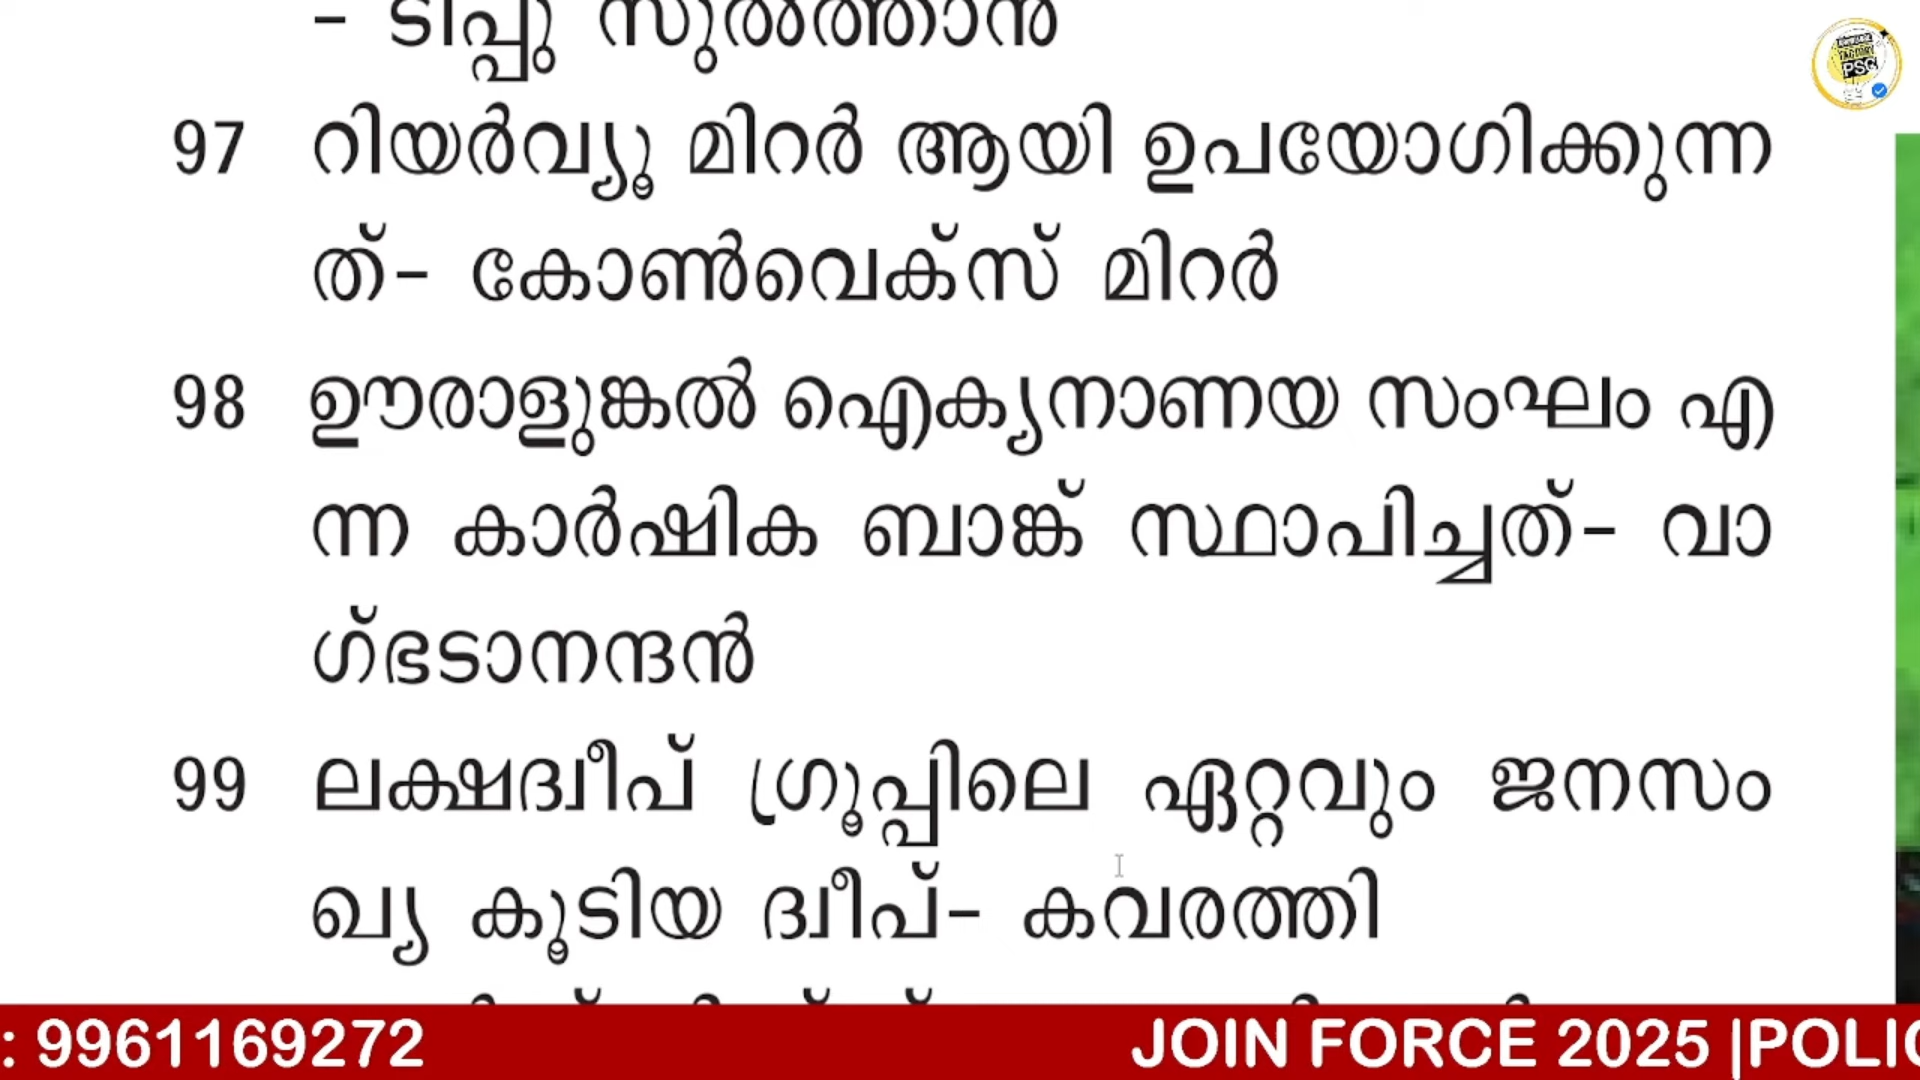 - ടിപ്പു സുൽത്താൻ
97 റിയർവ്യൂ മിറർ ആയി ഉപയോഗിക്കുന്ന
ത്- കോൺവെക്സ് മിറർ
98 ഊരാളുങ്കൽ ഐക്യനാണയ സംഘം എ
ന്ന കാർഷിക ബാങ്ക് സ്ഥാപിച്ചത്- വാ
ഗ്ഭടാനന്ദൻ
99 ലക്ഷദ്വീപ് ഗ്രൂപ്പിലെ ഏറ്റവും ജനസം
ഖ്യ കൂടിയ ദ്വീപ്- കവരത്തി
: 9961169272 JOIN FORCE 2025 |POLIC